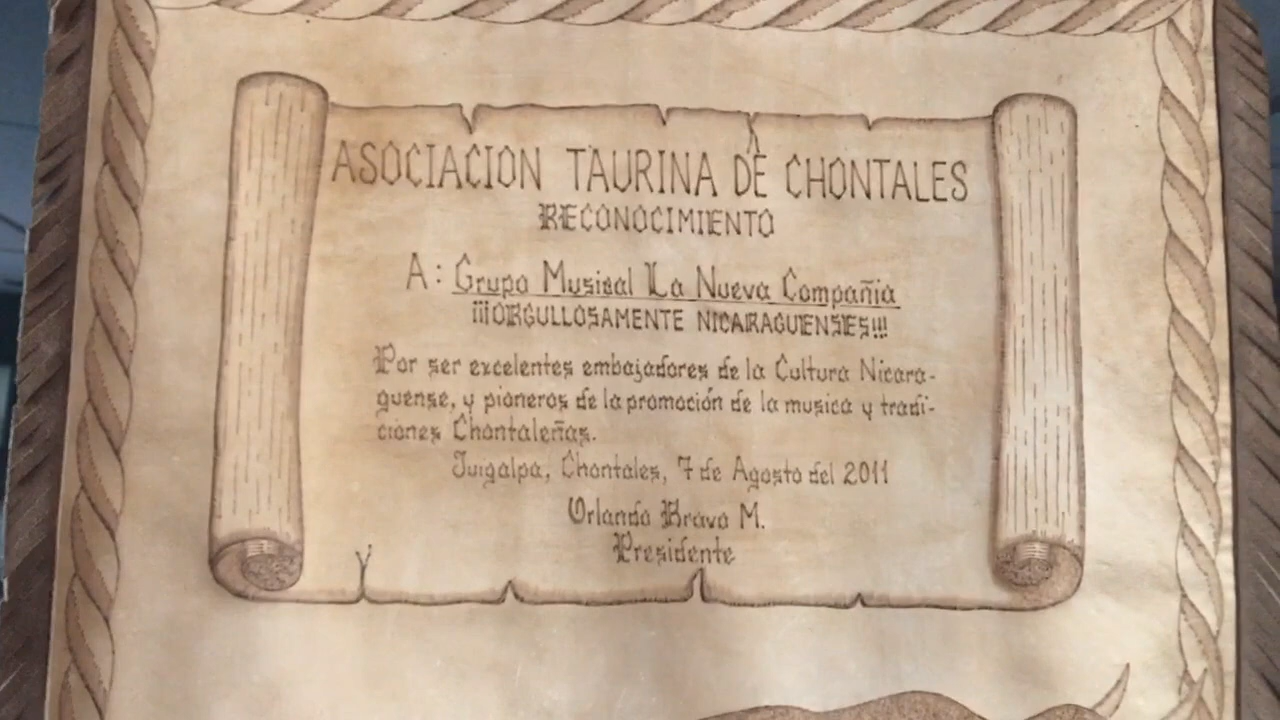 ASOCIACION TAURINA DE CHONTALES
RECONOCIMIENTO
A: Grupo Musical La Nueva Compañia
¡¡¡ORGULLOSAMENTE NICARAGUENSES!!!
Por ser excelentes embajadores de la Cultura Nicara-
guense, y pioneros de la promoción de la musica y tradi-
ciones Chontaleñas.
Juigalpa, Chontales, 7 de Agosto del 2011
Orlando Bravo M.
Presidente